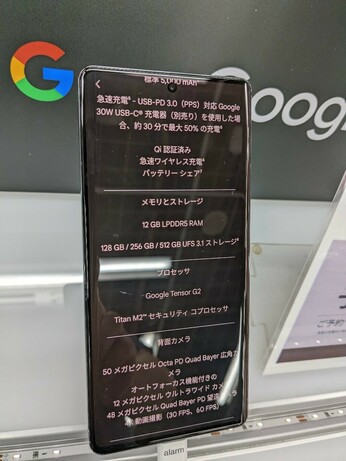 Google
標準 5,000 mAh
急速充電⁶ - USB-PD 3.0（PPS）対応 Google
30W USB-C® 充電器（別売り）を使用した場
合、約 30 分で最大 50% の充電⁶
Qi 認証済み
急速ワイヤレス充電⁶
バッテリー シェア⁷
メモリとストレージ
12 GB LPDDR5 RAM
128 GB / 256 GB / 512 GB UFS 3.1 ストレージ⁸
プロセッサ
Google Tensor G2
Titan M2™ セキュリティ コプロセッサ
背面カメラ
50 メガピクセル Octa PD Quad Bayer 広角カ
メラ
オートフォーカス機能付きの
12 メガピクセル ウルトラワイド カメ
48 メガピクセル Quad Bayer PD 望遠
動画撮影（30 FPS、60 FPS）
ご予約
alarm